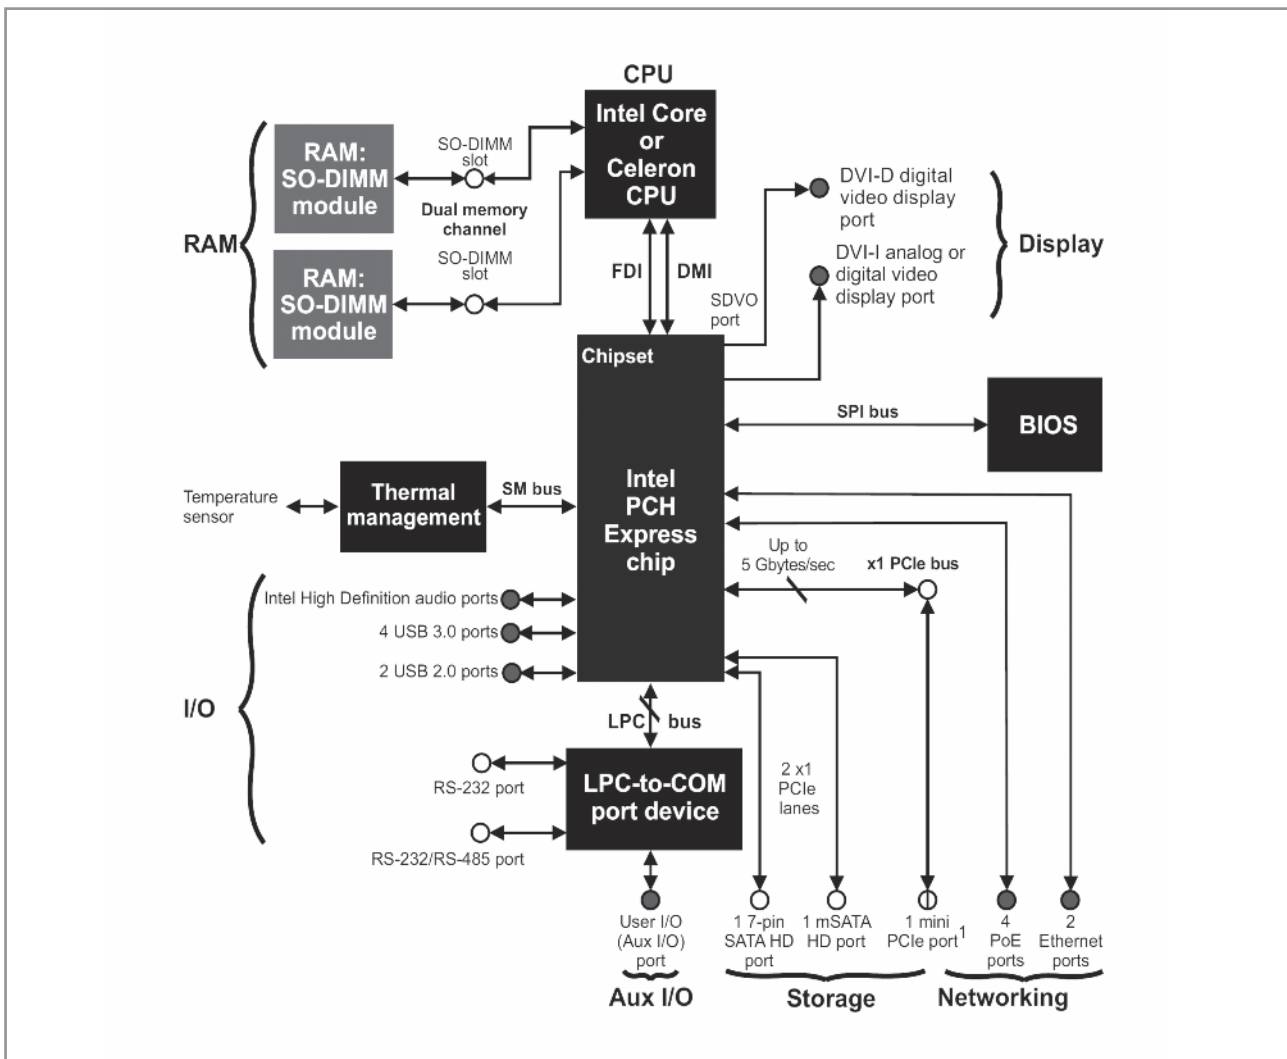 CPU
Intel Core
or
Celeron
CPU
RAM:
SO-DIMM
module
SO-DIMM
slot
Dual memory
channel
RAM
RAM:
SO-DIMM
module
SO-DIMM
slot
FDI
DMI
SDVO
port
DVI-D digital
video display
port
DVI-I analog or
digital video
display port
Display
Chipset
Intel
PCH
Express
chip
SPI bus
BIOS
Temperature
sensor
Thermal
management
SM bus
Up to
5 Gbytes/sec
x1 PCIe bus
Intel High Definition audio ports
4 USB 3.0 ports
2 USB 2.0 ports
I/O
LPC bus
LPC-to-COM
port device
RS-232 port
RS-232/RS-485 port
2 x1
PCIe
lanes
User I/O
(Aux I/O)
port
Aux I/O
1 7-pin
SATA HD
port
1 mSATA
HD port
1 mini
PCIe port1
Storage
4
PoE
ports
2
Ethernet
ports
Networking